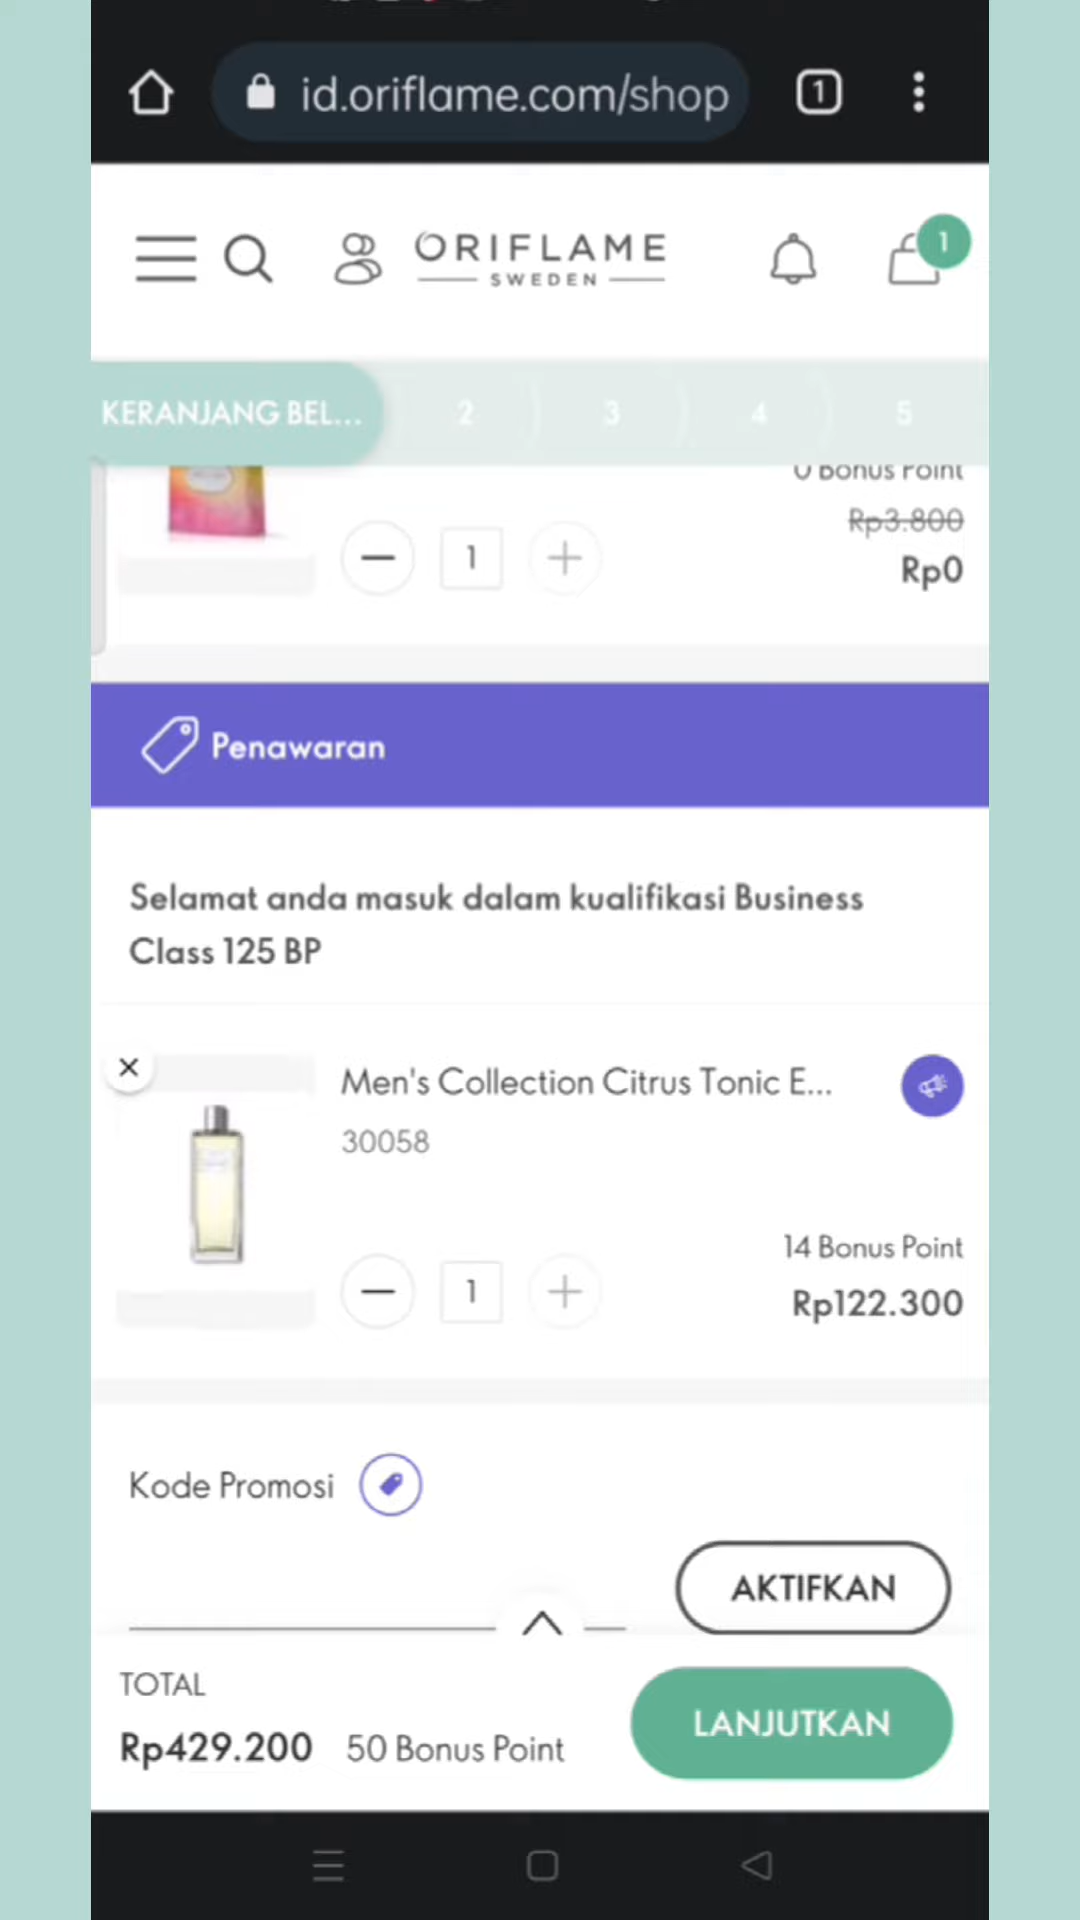 id.oriflame.com/shop
1
ORIFLAME
SWEDEN
1
KERANJANG BEL...
2
3
4
5
0 Bonus Point
Rp3.800
1
Rp0
Penawaran
Selamat anda masuk dalam kualifikasi Business
Class 125 BP
Men's Collection Citrus Tonic E...
30058
14 Bonus Point
1
Rp122.300
Kode Promosi
AKTIFKAN
TOTAL
Rp429.200 50 Bonus Point
LANJUTKAN